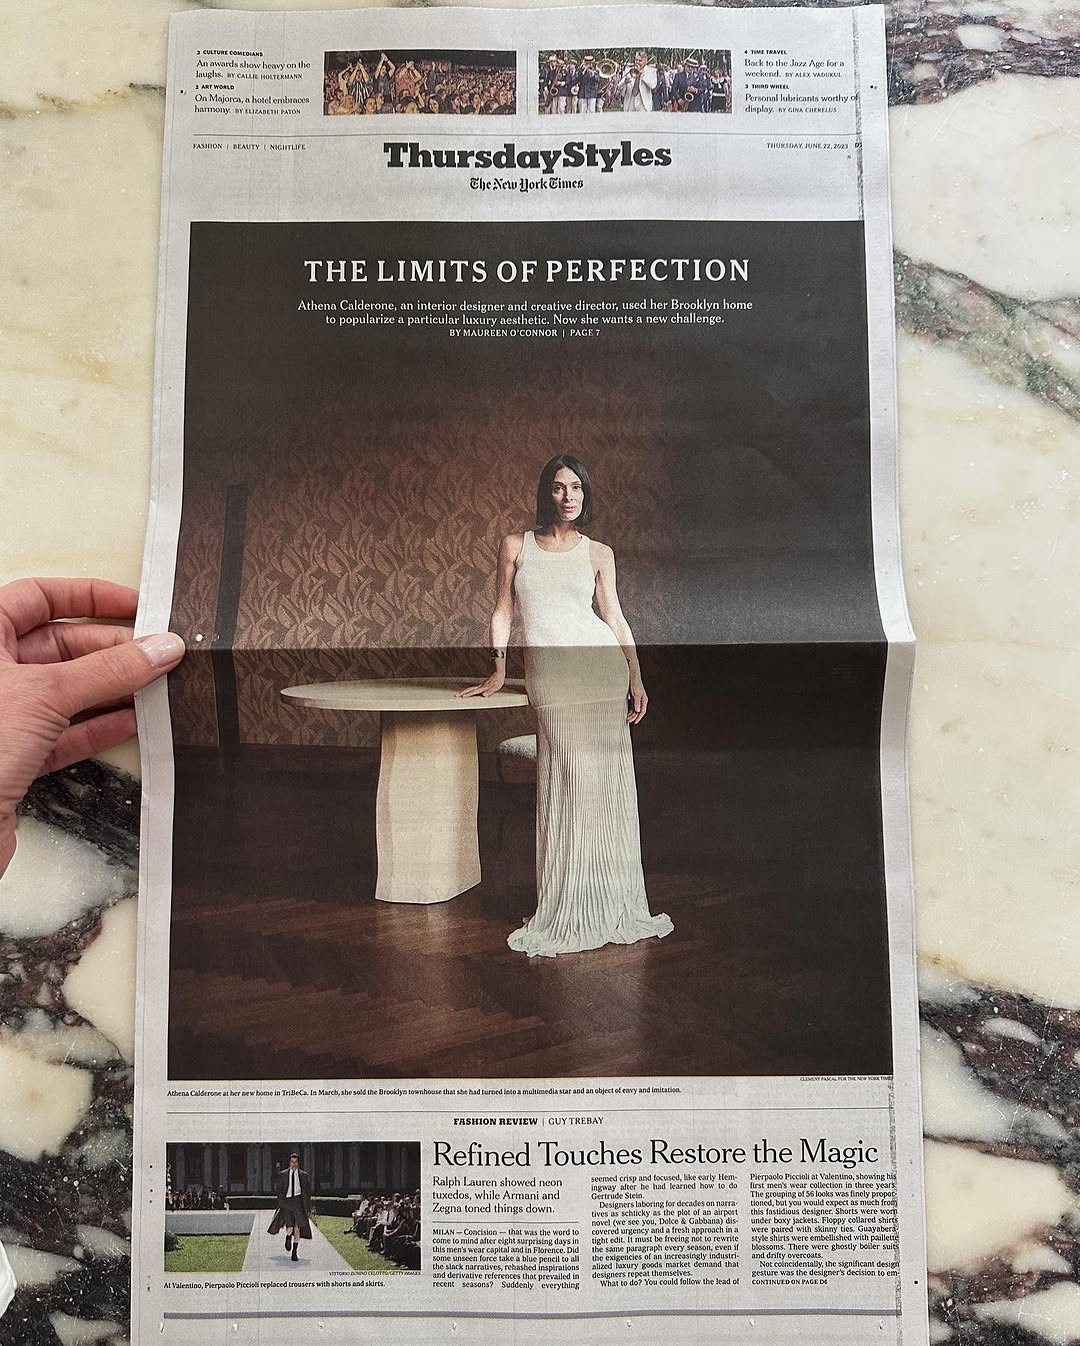 2 CULTURE COMEDIANS
An awards show heavy on the
laughs. BY CALLIE HOLTERMANN
2 ART WORLD
On Majorca, a hotel embraces
harmony. BY ELIZABETH PATON
4 TIME TRAVEL
Back to the Jazz Age for a
weekend. BY ALEX VADUKUL
3 THIRD WHEEL
Personal lubricants worthy of
display. BY GINA CHERELUS
FASHION | BEAUTY | NIGHTLIFE
THURSDAY, JUNE 22, 2023 D1
N
ThursdayStyles
The New York Times
THE LIMITS OF PERFECTION
Athena Calderone, an interior designer and creative director, used her Brooklyn home
to popularize a particular luxury aesthetic. Now she wants a new challenge.
BY MAUREEN O'CONNOR | PAGE 7
CLEMENT PASCAL FOR THE NEW YORK TIMES
Athena Calderone at her new home in TriBeCa. In March, she sold the Brooklyn townhouse that she had turned into a multimedia star and an object of envy and imitation.
FASHION REVIEW | GUY TREBAY
Refined Touches Restore the Magic
VITTORIO ZUNINO CELOTTO/GETTY IMAGES
At Valentino, Pierpaolo Piccioli replaced trousers with shorts and skirts.
Ralph Lauren showed neon
tuxedos, while Armani and
Zegna toned things down.
MILAN — Concision — that was the word to
come to mind after eight surprising days in
this men's wear capital and in Florence. Did
some unseen force take a blue pencil to all
the slack narratives, rehashed inspirations
and derivative references that prevailed in
recent seasons? Suddenly everything
seemed crisp and focused, like early Hem-
ingway after he had learned how to do
Gertrude Stein.
Designers laboring for decades on narra-
tives as schticky as the plot of an airport
novel (we see you, Dolce & Gabbana) dis-
covered urgency and a fresh approach in a
tight edit. It must be freeing not to rewrite
the same paragraph every season, even if
the exigencies of an increasingly industri-
alized luxury goods market demand that
designers repeat themselves.
What to do? You could follow the lead of
Pierpaolo Piccioli at Valentino, showing his
first men's wear collection in three years.
The grouping of 56 looks was finely propor-
tioned, but you would expect as much from
this fastidious designer. Shorts were worn
under boxy jackets. Floppy collared shirts
were paired with skinny ties. Guayabera-
style shirts were embellished with paillette
blossoms. There were ghostly boiler suits
and drifty overcoats.
Not coincidentally, the significant design
gesture was the designer's decision to em-
CONTINUED ON PAGE D6